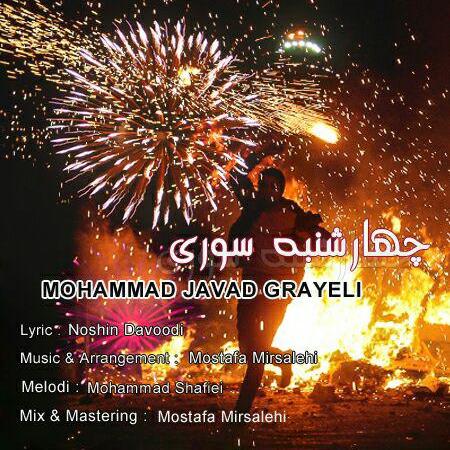 چهارشنبه سوری
MOHAMMAD JAVAD GRAYELI
Lyric : Noshin Davoodi
Music & Arrangement : Mostafa Mirsalehi
Melodi : Mohammad Shafiei
Mix & Mastering : Mostafa Mirsalehi